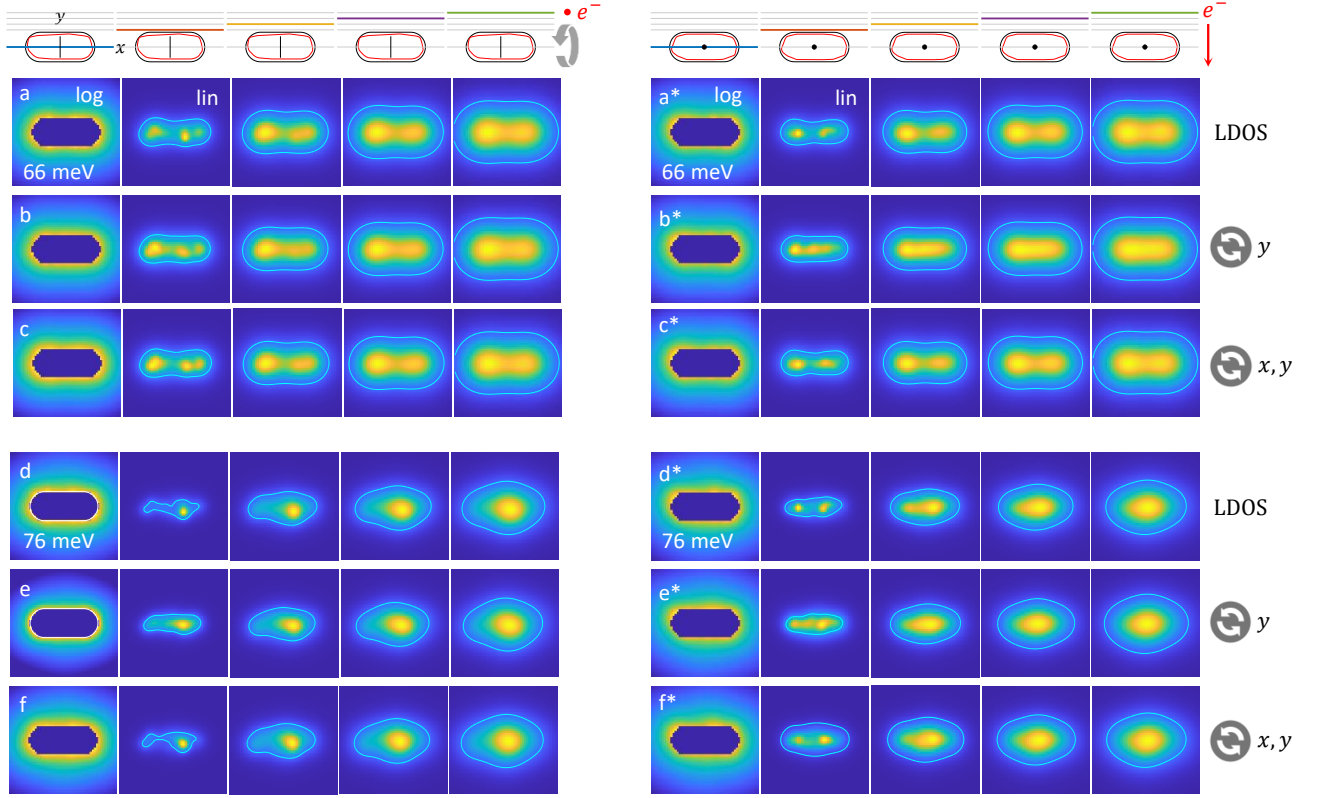 y
x
e−
e−
a
log
lin
66 meV
a*
log
lin
66 meV
LDOS
b
b*
y
c
c*
x, y
d
76 meV
d*
76 meV
LDOS
e
e*
y
f
f*
x, y